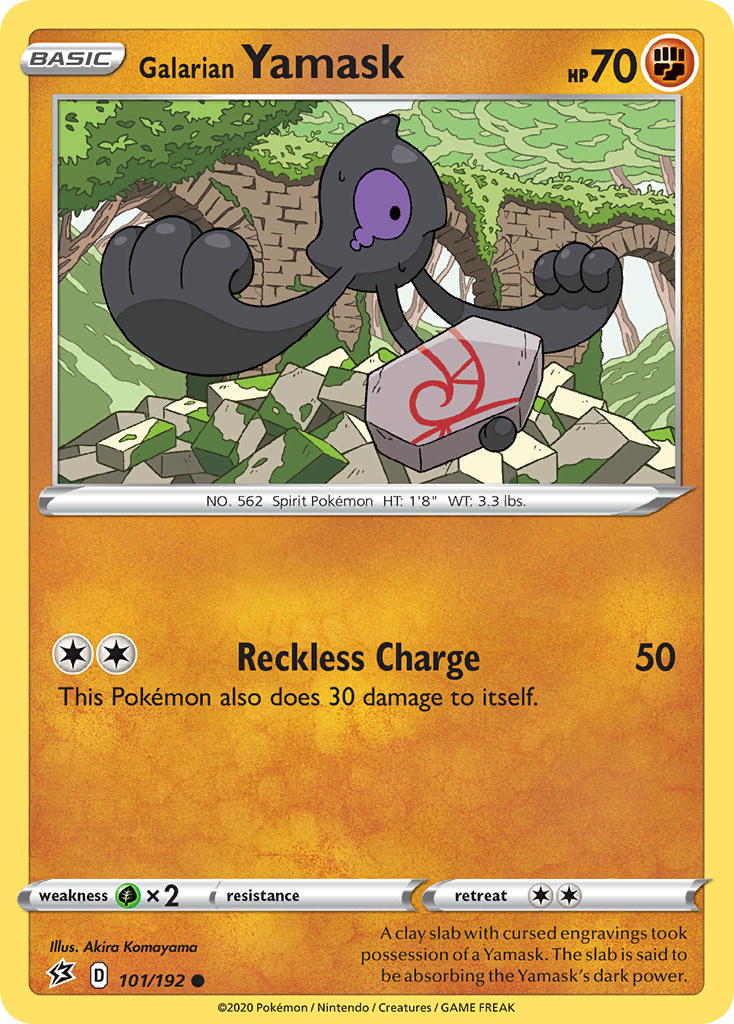 BASIC
Galarian Yamask
HP 70
NO. 562 Spirit Pokémon HT: 1'8" WT: 3.3 lbs.
Reckless Charge 50
This Pokémon also does 30 damage to itself.
weakness ×2 resistance retreat
Illus. Akira Komayama
A clay slab with cursed engravings took
possession of a Yamask. The slab is said to
be absorbing the Yamask's dark power.
D 101/192
©2020 Pokémon / Nintendo / Creatures / GAME FREAK